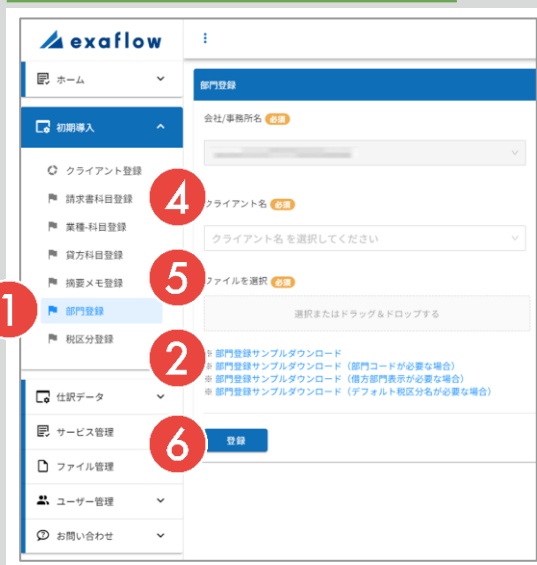 exaflow
ホーム
初期導入
クライアント登録
請求書科目登録
業種-科目登録
貸方科目登録
摘要メモ登録
1
部門登録
税区分登録
仕訳データ
サービス管理
ファイル管理
ユーザー管理
お問い合わせ
部門登録
会社/事務所名 必須
4
クライアント名 必須
クライアント名 を選択してください
5
ファイルを選択 必須
選択またはドラッグ&ドロップする
2
※ 部門登録サンプルダウンロード
※ 部門登録サンプルダウンロード（部門コードが必要な場合）
※ 部門登録サンプルダウンロード（借方部門表示が必要な場合）
※ 部門登録サンプルダウンロード（デフォルト税区分名が必要な場合）
6
登録